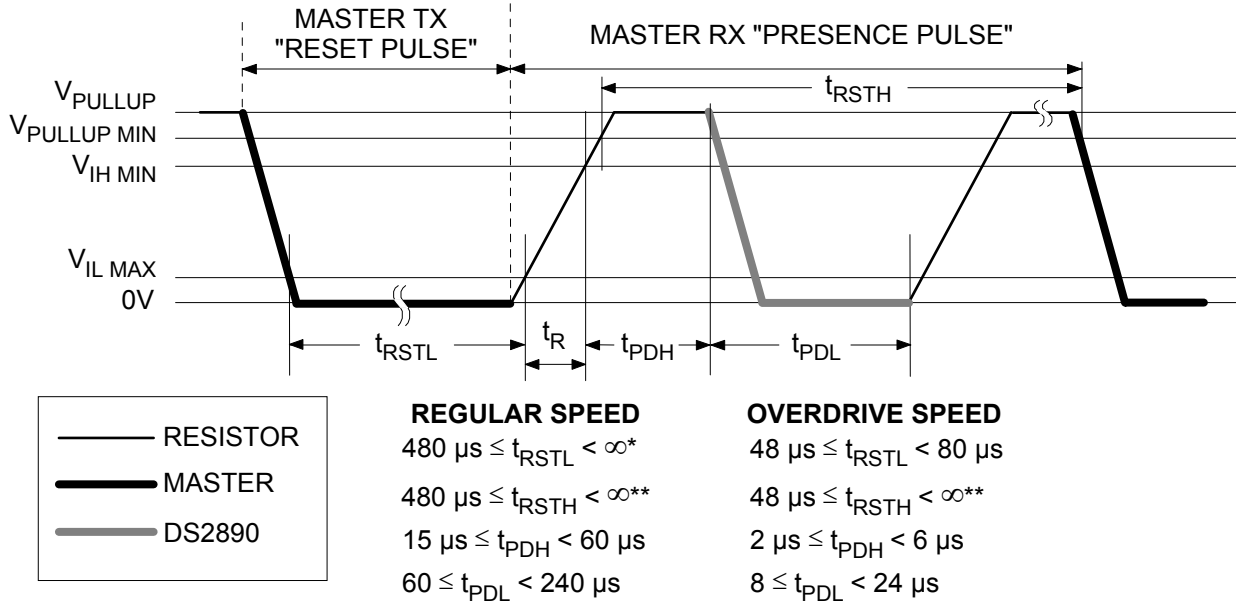 MASTER TX
"RESET PULSE"
MASTER RX "PRESENCE PULSE"
tRSTH
VPULLUP
VPULLUP MIN
VIH MIN
VIL MAX
0V
tRSTL
tR
tPDH
tPDL
RESISTOR
MASTER
DS2890
REGULAR SPEED
480 µs ≤ tRSTL < ∞*
480 µs ≤ tRSTH < ∞**
15 µs ≤ tPDH < 60 µs
60 ≤ tPDL < 240 µs
OVERDRIVE SPEED
48 µs ≤ tRSTL < 80 µs
48 µs ≤ tRSTH < ∞**
2 µs ≤ tPDH < 6 µs
8 ≤ tPDL < 24 µs